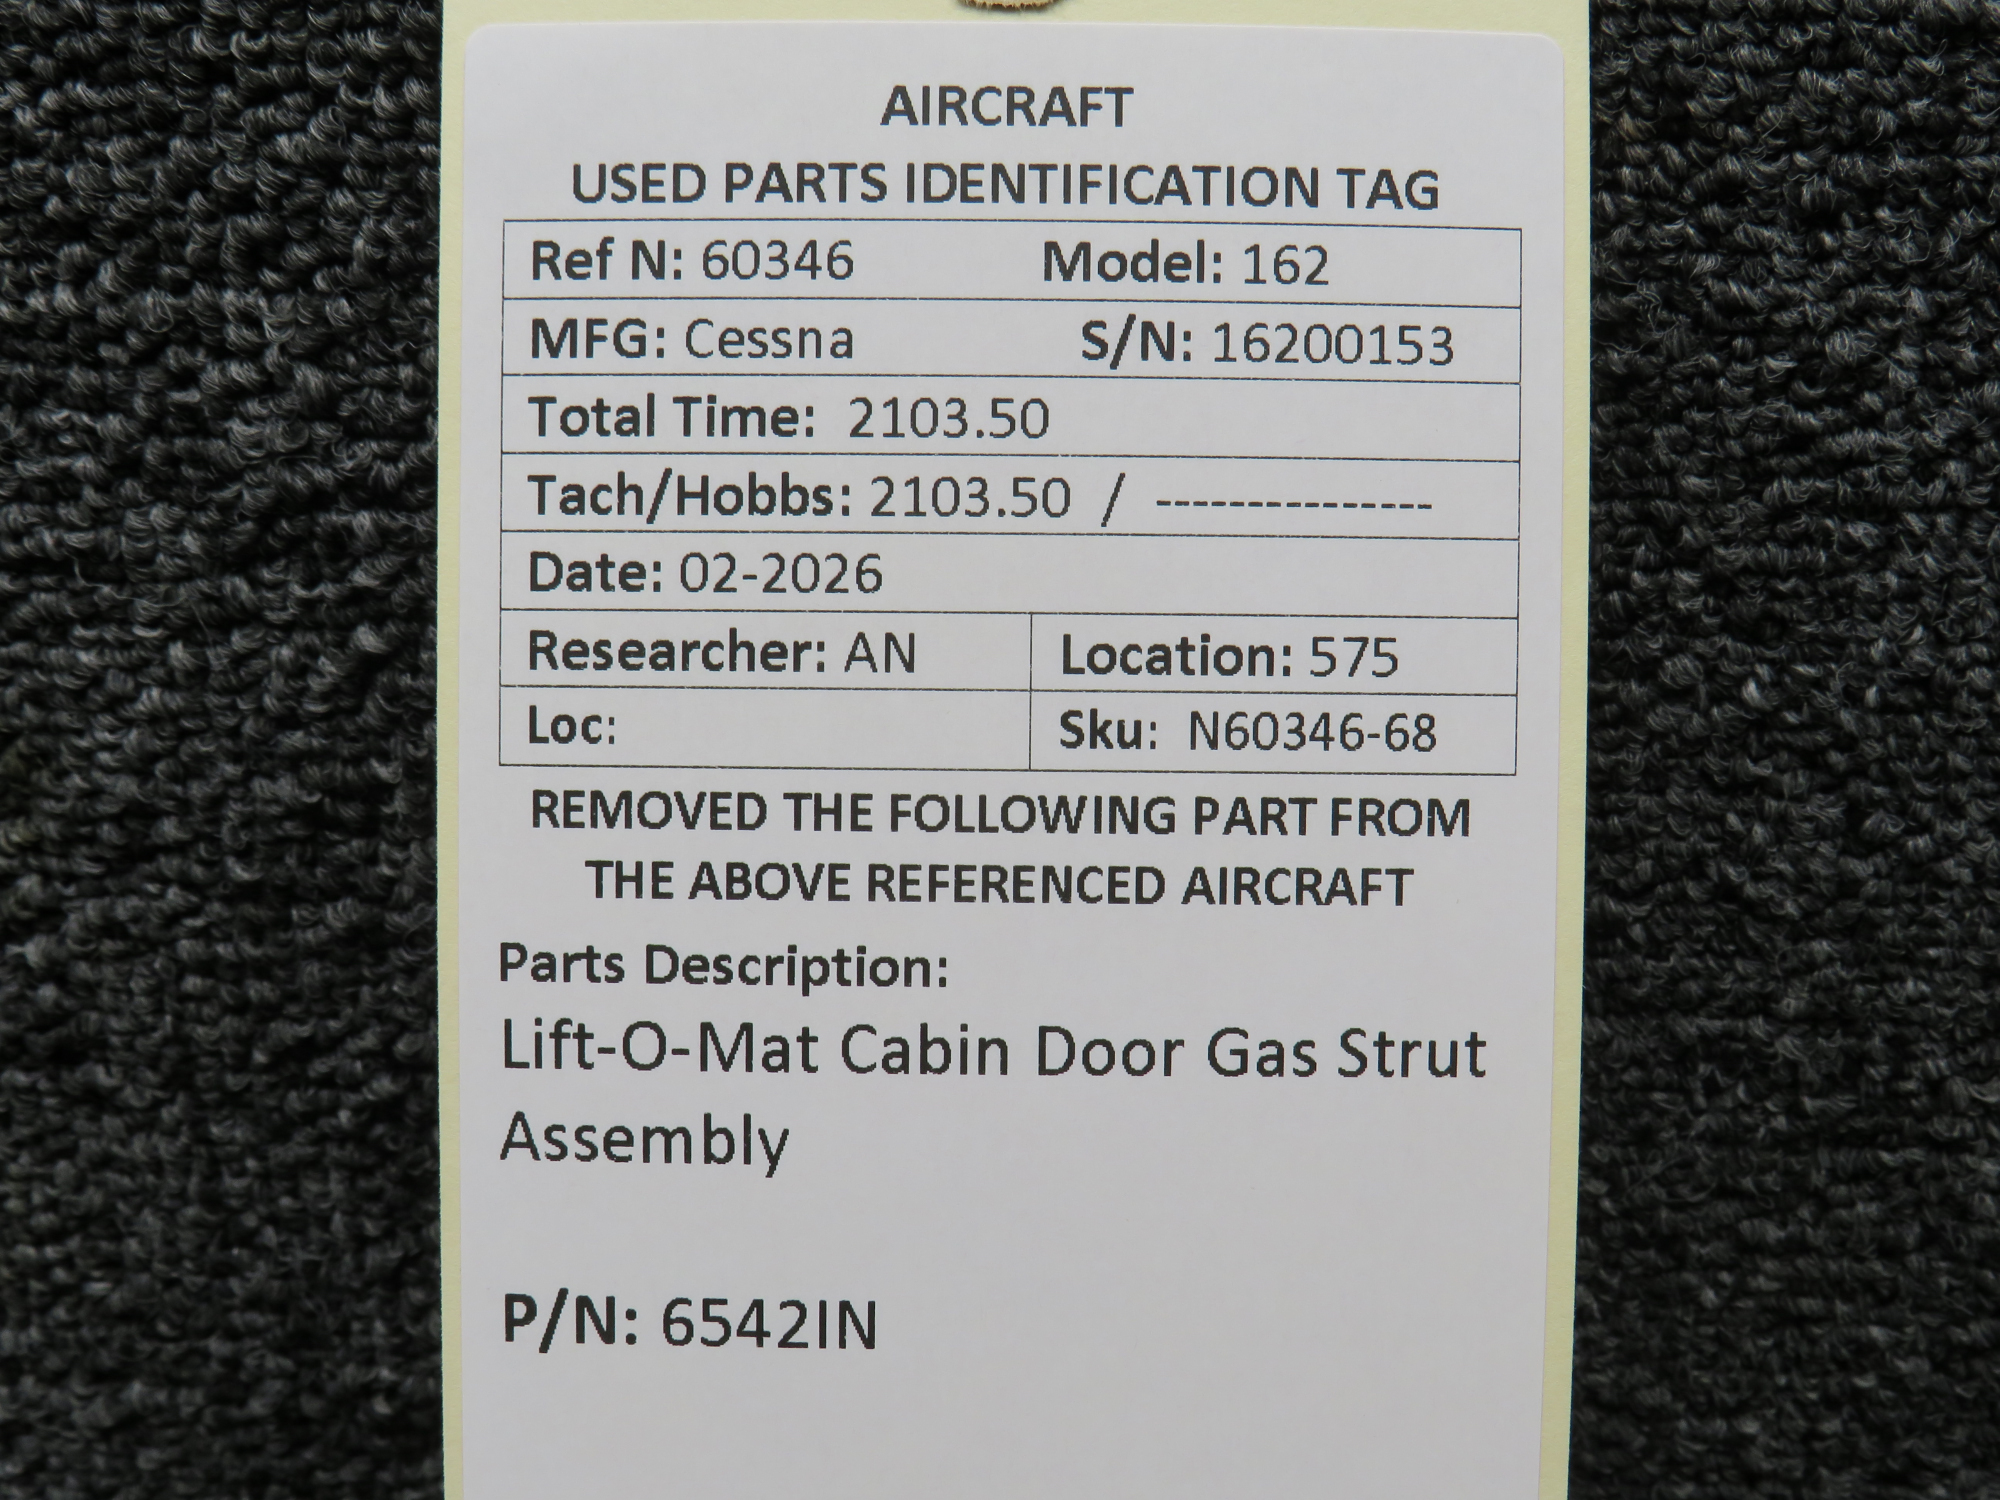 AIRCRAFT
USED PARTS IDENTIFICATION TAG
Ref N: 60346 Model: 162
MFG: Cessna S/N: 16200153
Total Time: 2103.50
Tach/Hobbs: 2103.50 / ---------------
Date: 02-2026
Researcher: AN Location: 575
Loc: Sku: N60346-68
REMOVED THE FOLLOWING PART FROM
THE ABOVE REFERENCED AIRCRAFT
Parts Description:
Lift-O-Mat Cabin Door Gas Strut
Assembly
P/N: 6542IN